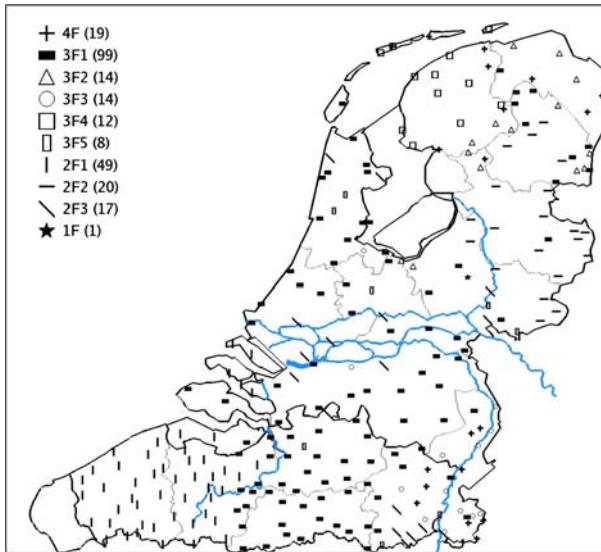 4F (19)
3F1 (99)
3F2 (14)
3F3 (14)
3F4 (12)
3F5 (8)
2F1 (49)
2F2 (20)
2F3 (17)
1F (1)